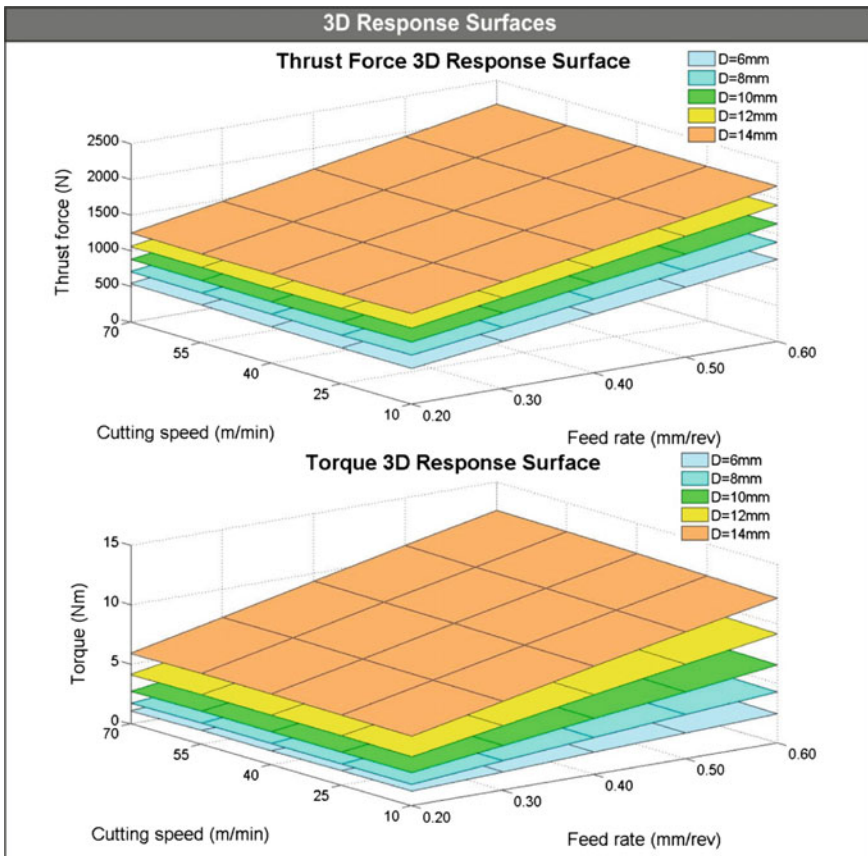 3D Response Surfaces
Thrust Force 3D Response Surface
D=6mm
D=8mm
D=10mm
D=12mm
D=14mm
2500
2000
1500
1000
500
0
Thrust force (N)
70
55
40
25
10
Cutting speed (m/min)
0.20
0.30
0.40
0.50
0.60
Feed rate (mm/rev)
Torque 3D Response Surface
D=6mm
D=8mm
D=10mm
D=12mm
D=14mm
15
10
5
0
Torque (Nm)
70
55
40
25
10
Cutting speed (m/min)
0.20
0.30
0.40
0.50
0.60
Feed rate (mm/rev)